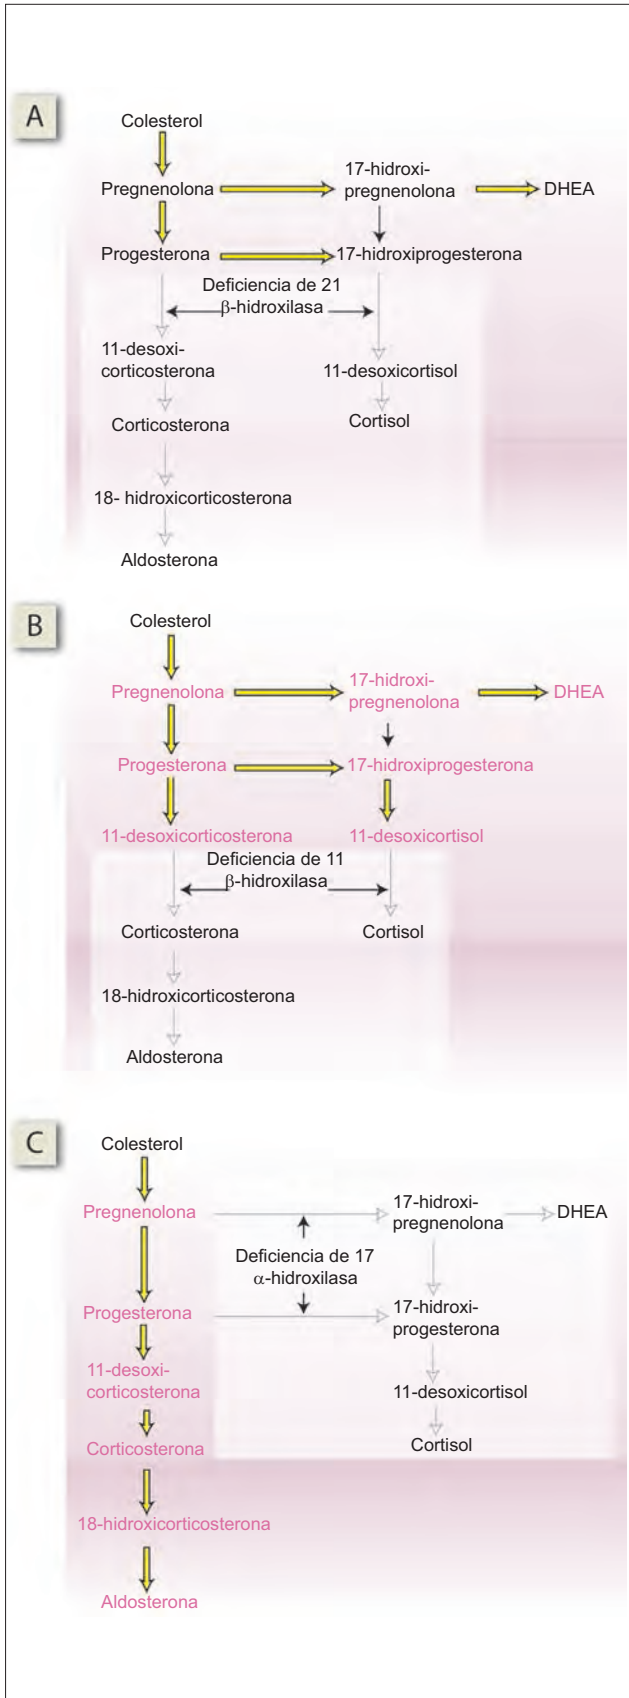 A
Colesterol
17-hidroxi-
Pregnenolona
pregnenolona
DHEA
Progesterona
17-hidroxiprogesterona
Deficiencia de 21
β-hidroxilasa
11-desoxi-
corticosterona
11-desoxicortisol
Corticosterona
Cortisol
18- hidroxicorticosterona
Aldosterona
B
Colesterol
17-hidroxi-
Pregnenolona
pregnenolona
DHEA
Progesterona
17-hidroxiprogesterona
11-desoxicorticosterona
11-desoxicortisol
Deficiencia de 11
β-hidroxilasa
Corticosterona
Cortisol
18-hidroxicorticosterona
Aldosterona
C
Colesterol
Pregnenolona
17-hidroxi-
pregnenolona
DHEA
Deficiencia de 17
α-hidroxilasa
Progesterona
17-hidroxi-
progesterona
11-desoxi-
corticosterona
11-desoxicortisol
Corticosterona
Cortisol
18-hidroxicorticosterona
Aldosterona